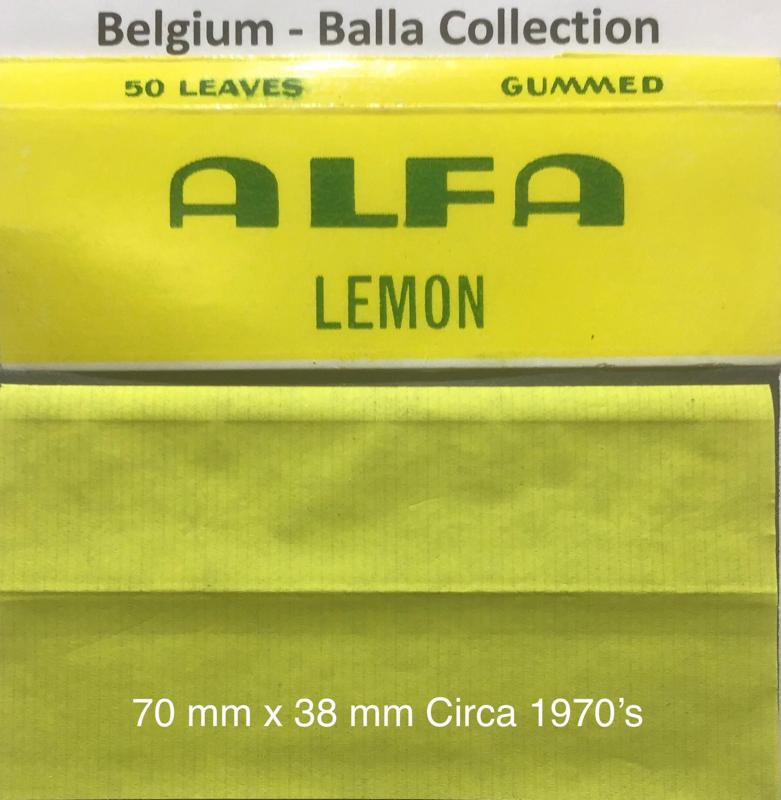 Belgium - Balla Collection
50 LEAVES GUMMED
ALFA
LEMON
70 mm x 38 mm Circa 1970’s